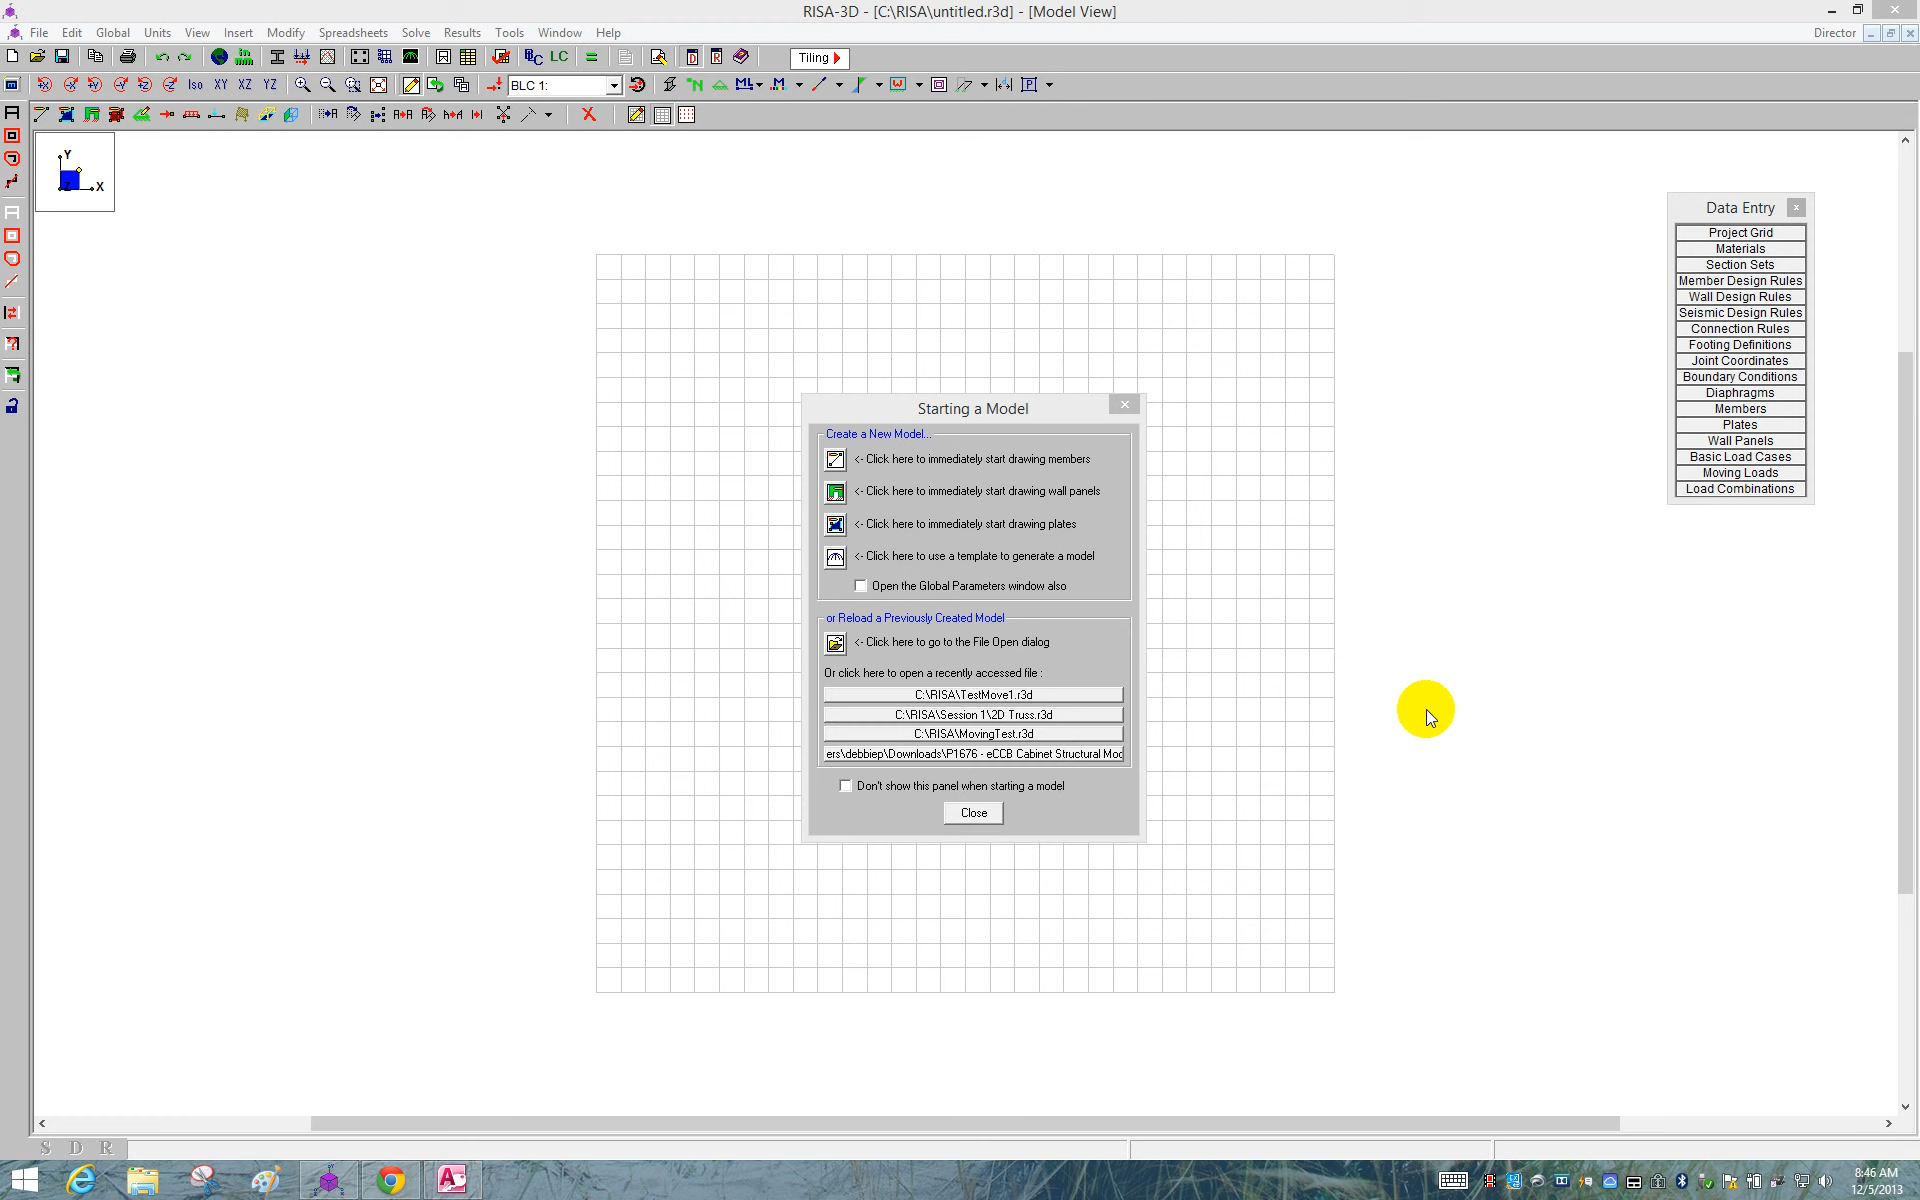 RISA-3D - [C:\RISA\untitled.r3d] - [Model View]
File Edit Global Units View Insert Modify Spreadsheets Solve Results Tools Window Help Director
LC Tiling
Iso XY XZ YZ BLC 1:
Y
X
Z
Data Entry
Project Grid
Materials
Section Sets
Member Design Rules
Wall Design Rules
Seismic Design Rules
Connection Rules
Footing Definitions
Joint Coordinates
Boundary Conditions
Diaphragms
Members
Plates
Wall Panels
Basic Load Cases
Moving Loads
Load Combinations
Starting a Model
Create a New Model...
<- Click here to immediately start drawing members
<- Click here to immediately start drawing wall panels
<- Click here to immediately start drawing plates
<- Click here to use a template to generate a model
Open the Global Parameters window also
or Reload a Previously Created Model
<- Click here to go to the File Open dialog
Or click here to open a recently accessed file :
C:\RISA\TestMove1.r3d
C:\RISA\Session 1\2D Truss.r3d
C:\RISA\MovingTest.r3d
ers\debbiep\Downloads\P1676 - eCCB Cabinet Structural Mod
Don't show this panel when starting a model
Close
S D R
8:46 AM
12/5/2013